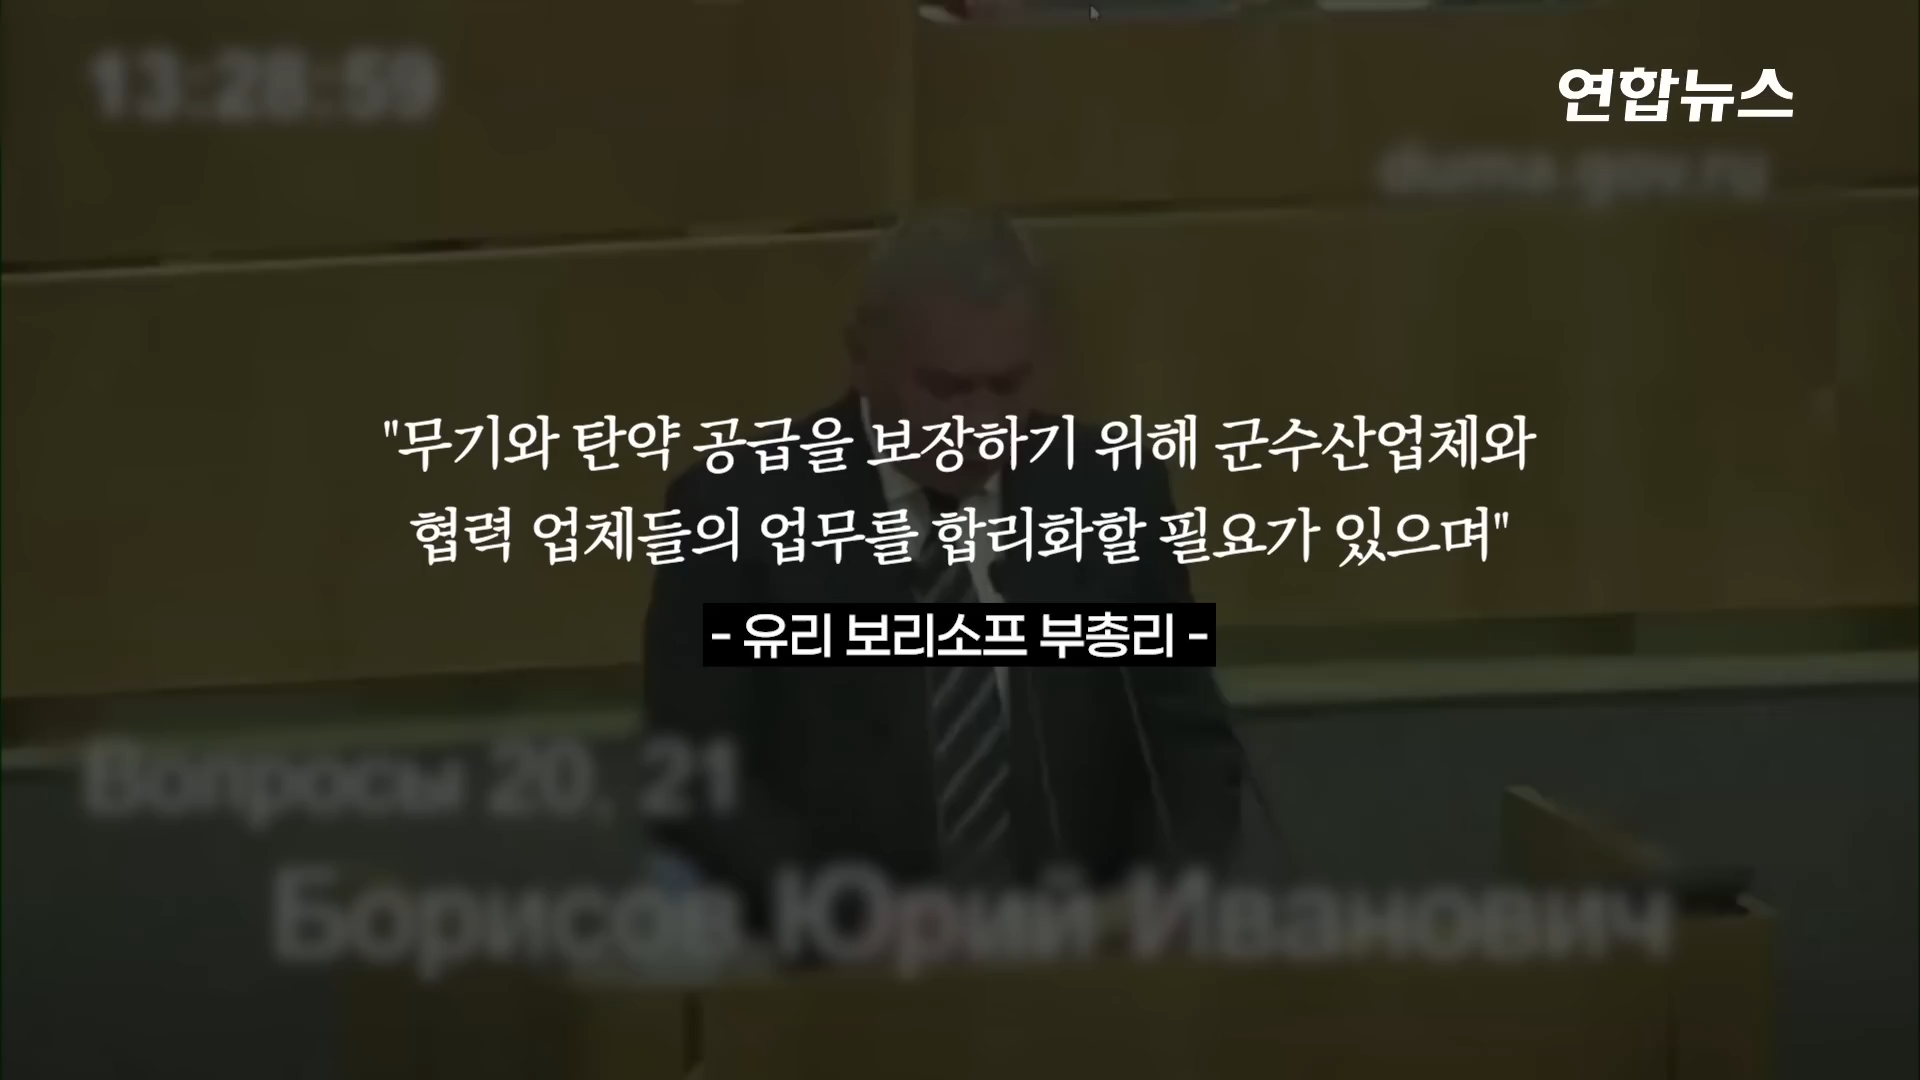 13:28:59
연합뉴스
duma.gov.ru
"무기와 탄약 공급을 보장하기 위해 군수산업체와
협력 업체들의 업무를 합리화할 필요가 있으며"
- 유리 보리소프 부총리 -
Вопросы 20, 21
Борисов Юрий Иванович